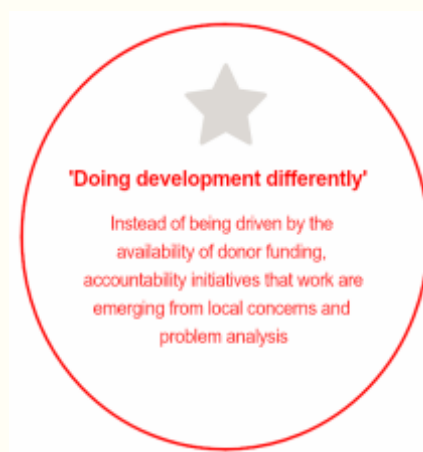 'Doing development differently'
Instead of being driven by the
availability of donor funding,
accountability initiatives that work are
emerging from local concerns and
problem analysis